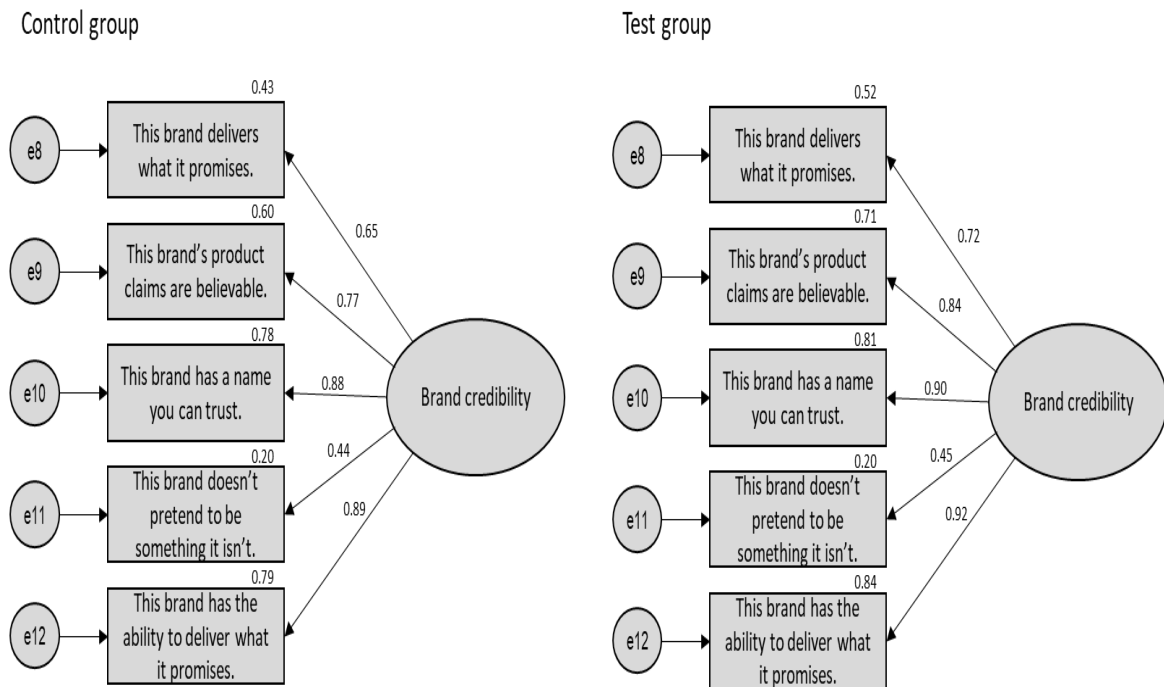 Control group
0.43
e8
This brand delivers
what it promises.
0.65
0.60
e9
This brand's product
claims are believable.
0.77
0.78
e10
This brand has a name
you can trust.
0.88
Brand credibility
0.44
0.20
e11
This brand doesn't
pretend to be
something it isn't.
0.89
0.79
e12
This brand has the
ability to deliver what
it promises.
Test group
0.52
e8
This brand delivers
what it promises.
0.72
0.71
e9
This brand's product
claims are believable.
0.84
0.81
e10
This brand has a name
you can trust.
0.90
Brand credibility
0.45
0.20
e11
This brand doesn't
pretend to be
something it isn't.
0.92
0.84
e12
This brand has the
ability to deliver what
it promises.